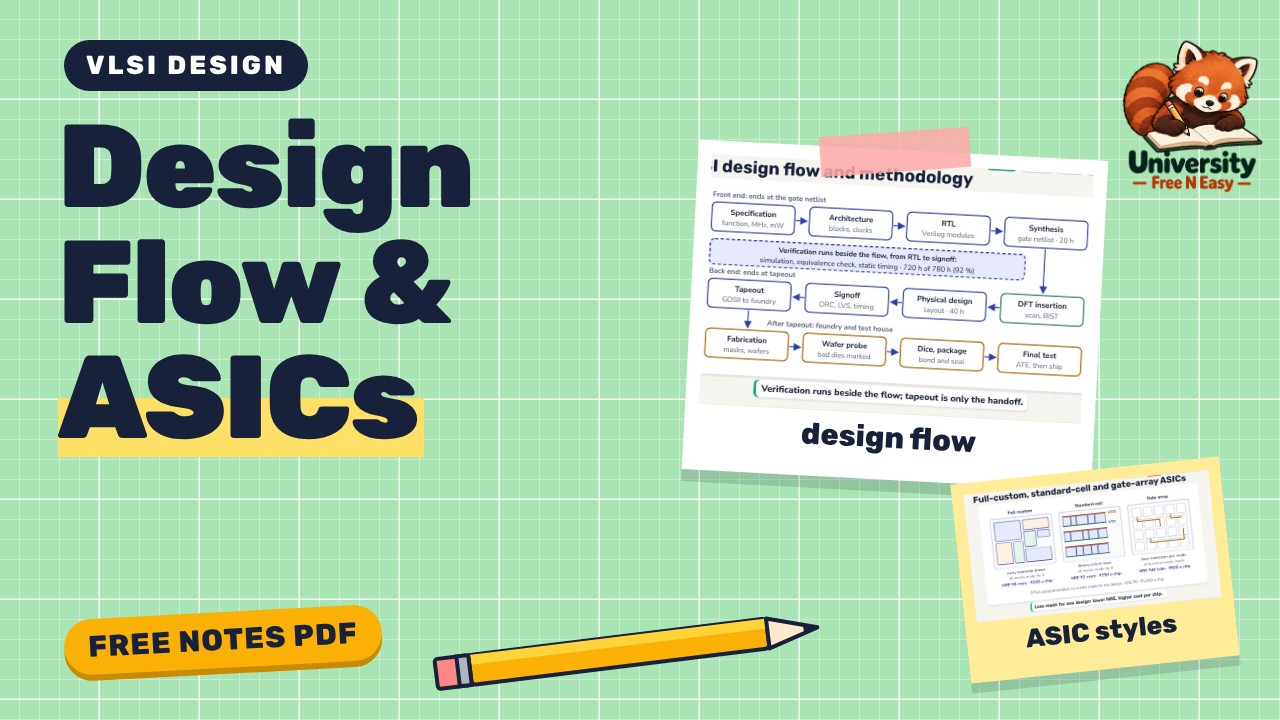 VLSI DESIGN
Design
Flow &
ASICs
FREE NOTES PDF
University
Free N Easy
I design flow and methodology
Front end: ends at the gate netlist
Specification
function, MHz, mW
Architecture
blocks, clocks
RTL
Verilog modules
Synthesis
gate netlist · 20 h
Verification runs beside the flow, from RTL to signoff:
simulation, equivalence check, static timing · 720 h of 780 h (92 %)
Back end: ends at tapeout
Tapeout
GDSII to foundry
Signoff
DRC, LVS, timing
Physical design
layout · 40 h
DFT insertion
scan, BIST
After tapeout: foundry and test house
Fabrication
masks, wafers
Wafer probe
bad dies marked
Dice, package
bond and seal
Final test
ATE, then ship
Verification runs beside the flow; tapeout is only the handoff.
design flow
Full-custom, standard-cell and gate-array ASICs
Full custom
Standard cell
Gate array
Less made for one design: lower NRE, higher cost per chip.
ASIC styles